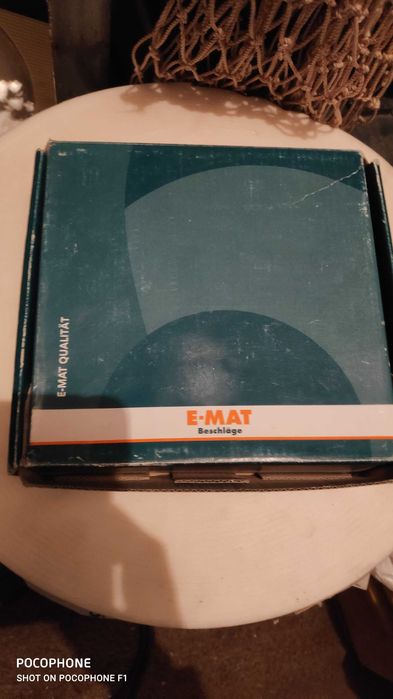 E-MAT QUALITÄT
E·MAT
Beschläge
POCOPHONE
SHOT ON POCOPHONE F1